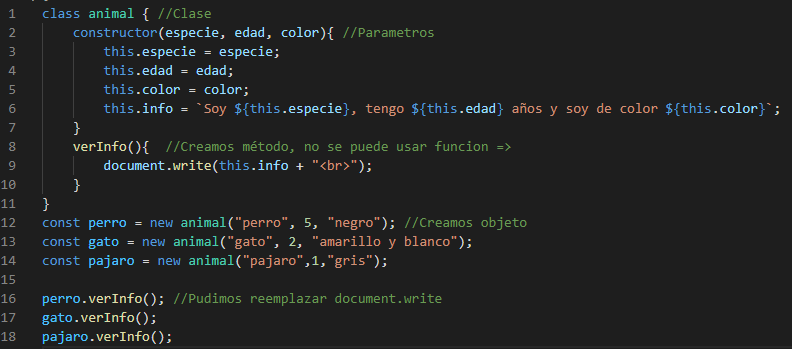 1 class animal { //Clase
2     constructor(especie, edad, color){ //Parametros
3         this.especie = especie;
4         this.edad = edad;
5         this.color = color;
6         this.info = `Soy ${this.especie}, tengo ${this.edad} años y soy de color ${this.color}`;
7     }
8     verInfo(){  //Creamos método, no se puede usar funcion =>
9         document.write(this.info + "<br>");
10     }
11 }
12 const perro = new animal("perro", 5, "negro"); //Creamos objeto
13 const gato = new animal("gato", 2, "amarillo y blanco");
14 const pajaro = new animal("pajaro",1,"gris");
15
16 perro.verInfo(); //Pudimos reemplazar document.write
17 gato.verInfo();
18 pajaro.verInfo();